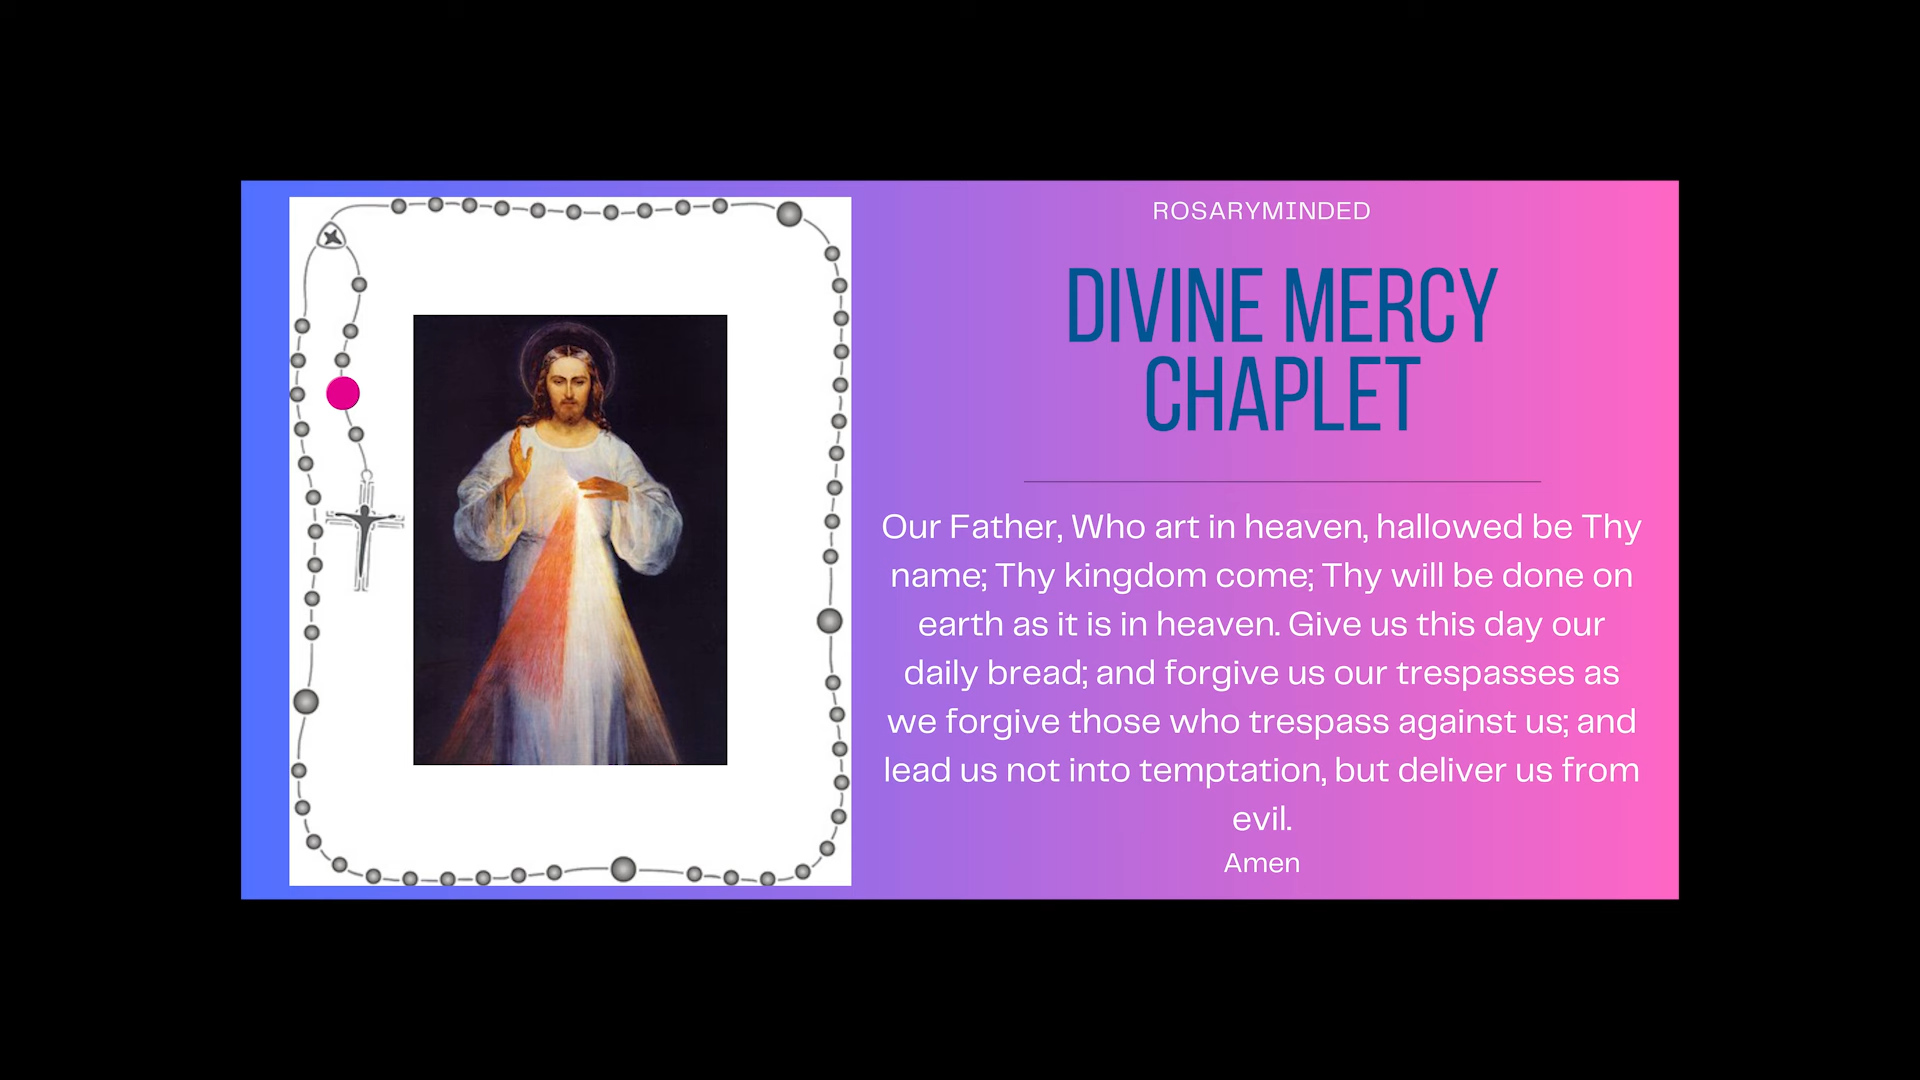 ROSARYMINDED
DIVINE MERCY
CHAPLET
Our Father, Who art in heaven, hallowed be Thy
name; Thy kingdom come; Thy will be done on
earth as it is in heaven. Give us this day our
daily bread; and forgive us our trespasses as
we forgive those who trespass against us; and
lead us not into temptation, but deliver us from
evil.
Amen